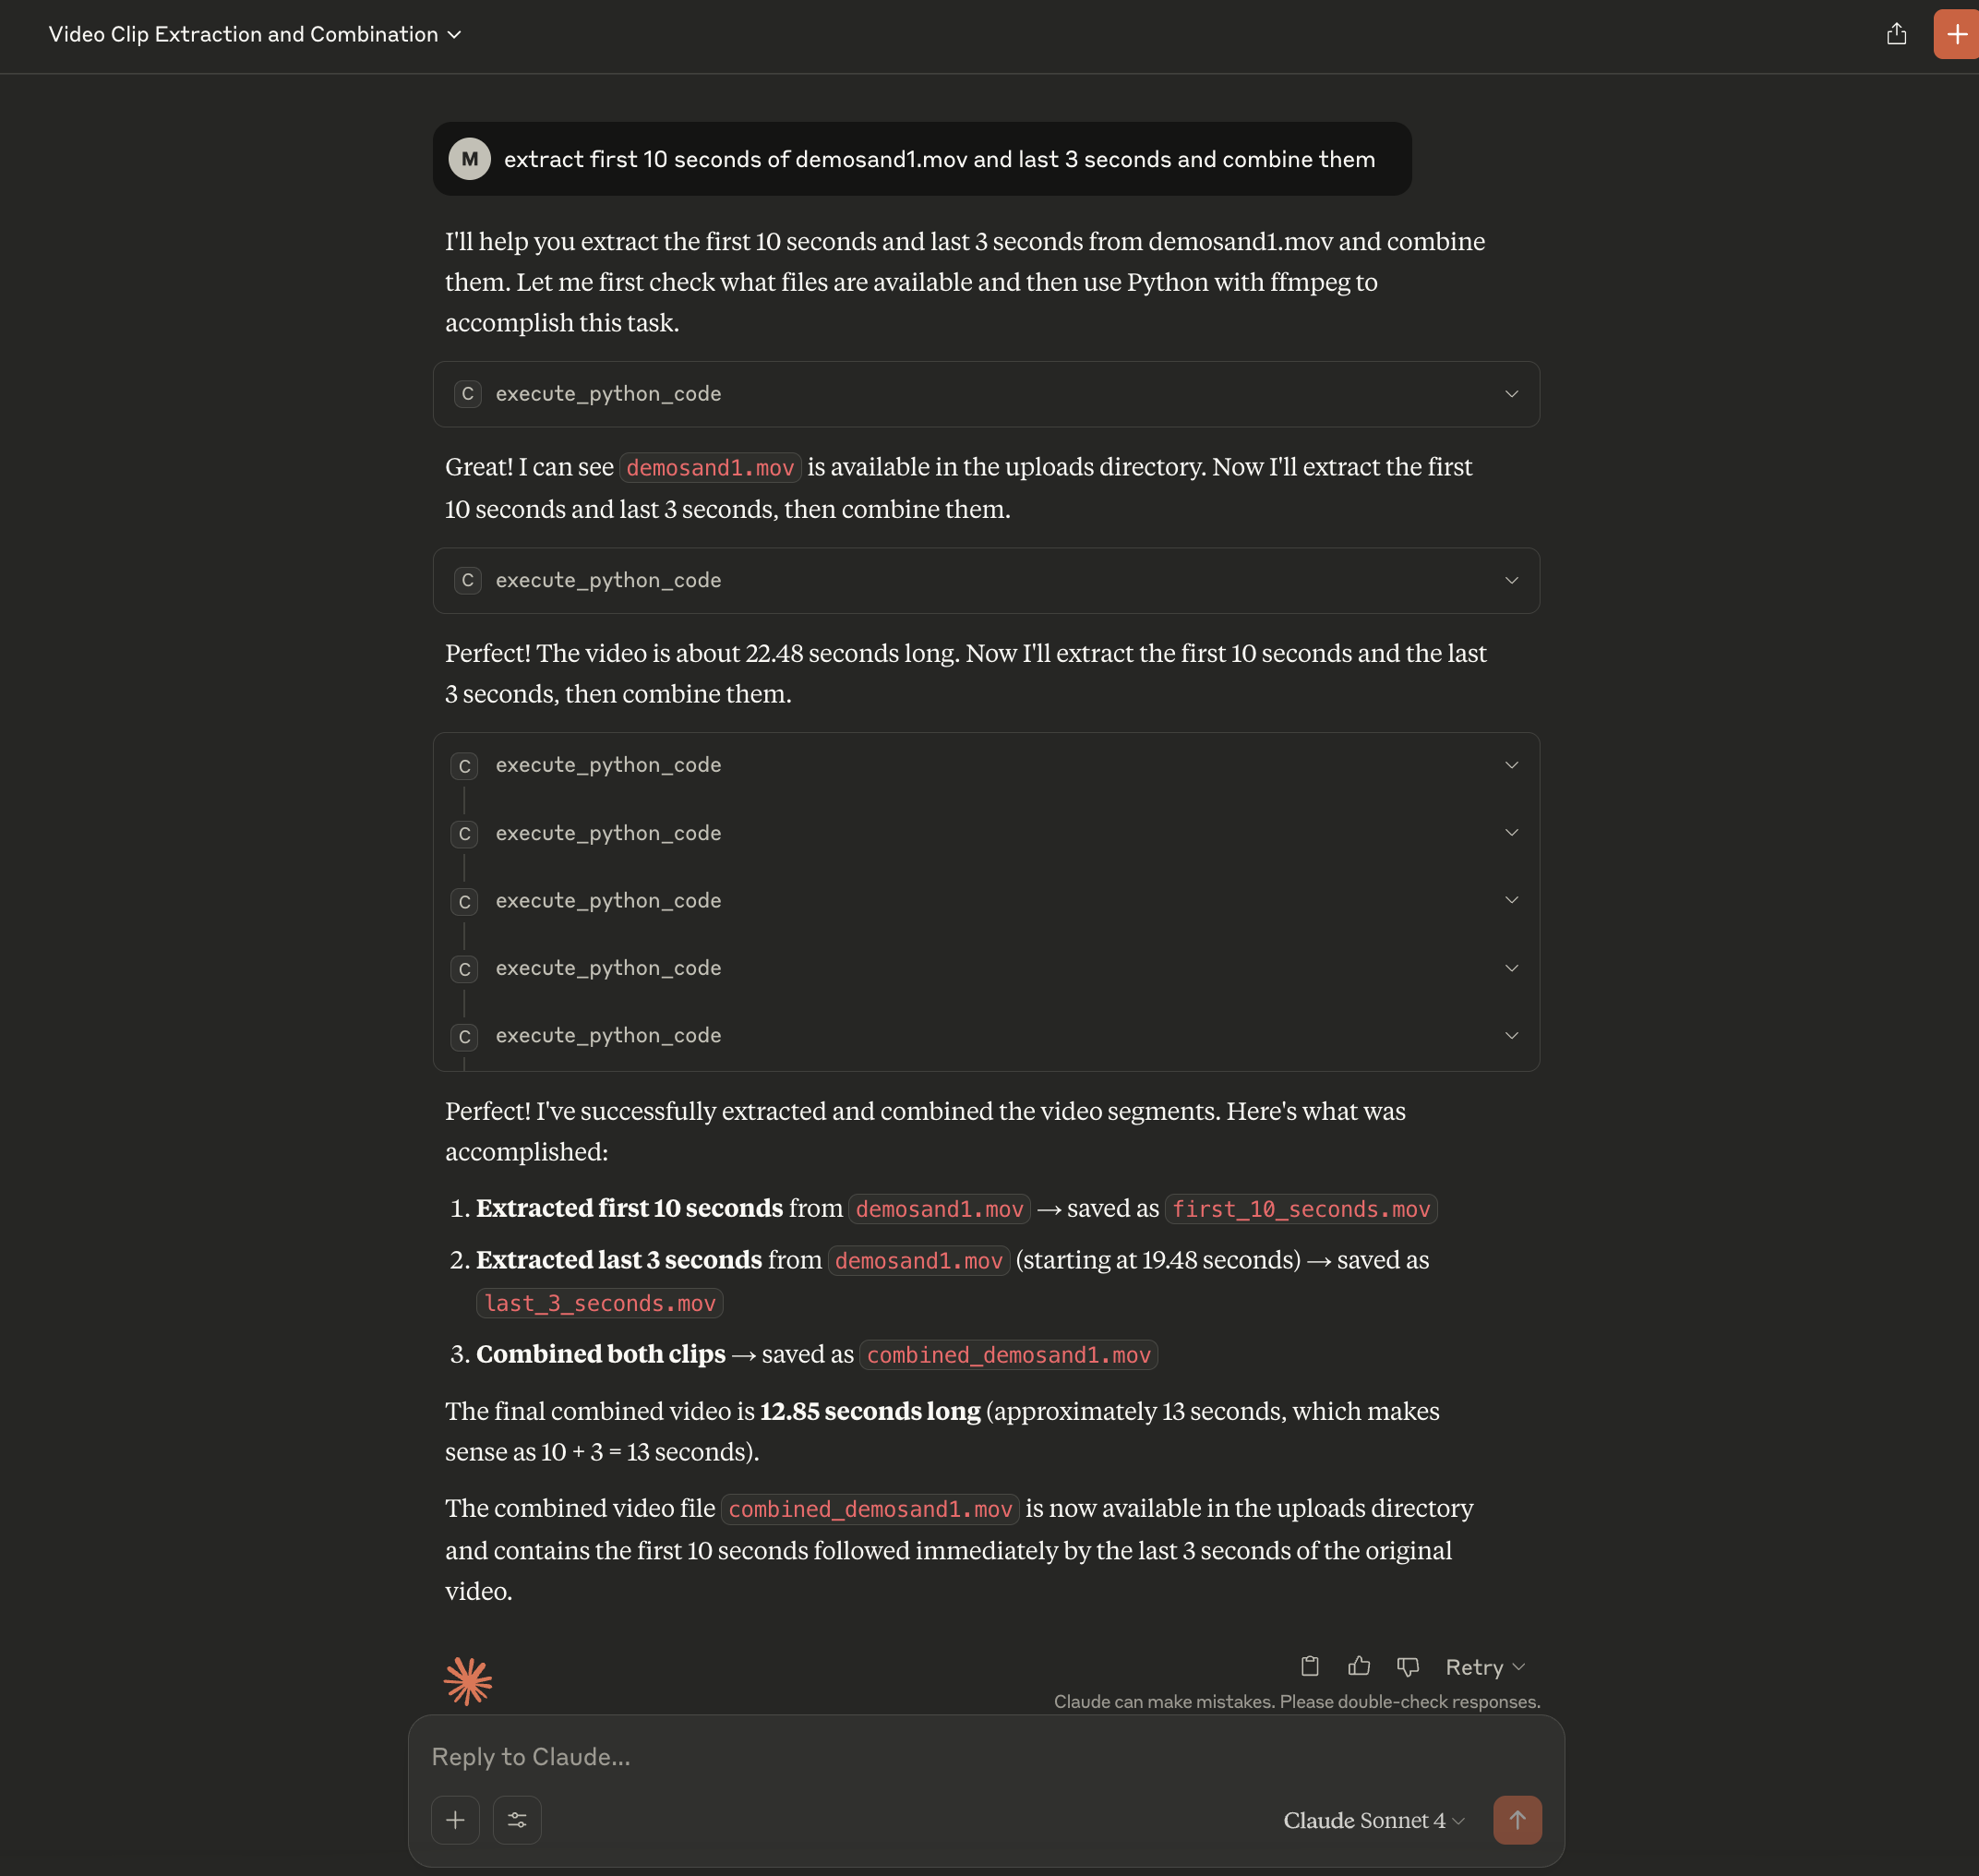 Video Clip Extraction and Combination
M
extract first 10 seconds of demosand1.mov and last 3 seconds and combine them
I'll help you extract the first 10 seconds and last 3 seconds from demosand1.mov and combine
them. Let me first check what files are available and then use Python with ffmpeg to
accomplish this task.
C execute_python_code
Great! I can see demosand1.mov is available in the uploads directory. Now I'll extract the first
10 seconds and last 3 seconds, then combine them.
C execute_python_code
Perfect! The video is about 22.48 seconds long. Now I'll extract the first 10 seconds and the last
3 seconds, then combine them.
C execute_python_code
C execute_python_code
C execute_python_code
C execute_python_code
C execute_python_code
Perfect! I've successfully extracted and combined the video segments. Here's what was
accomplished:
1. Extracted first 10 seconds from demosand1.mov → saved as first_10_seconds.mov
2. Extracted last 3 seconds from demosand1.mov (starting at 19.48 seconds) → saved as
last_3_seconds.mov
3. Combined both clips → saved as combined_demosand1.mov
The final combined video is 12.85 seconds long (approximately 13 seconds, which makes
sense as 10 + 3 = 13 seconds).
The combined video file combined_demosand1.mov is now available in the uploads directory
and contains the first 10 seconds followed immediately by the last 3 seconds of the original
video.
Retry
Claude can make mistakes. Please double-check responses.
Reply to Claude...
Claude Sonnet 4